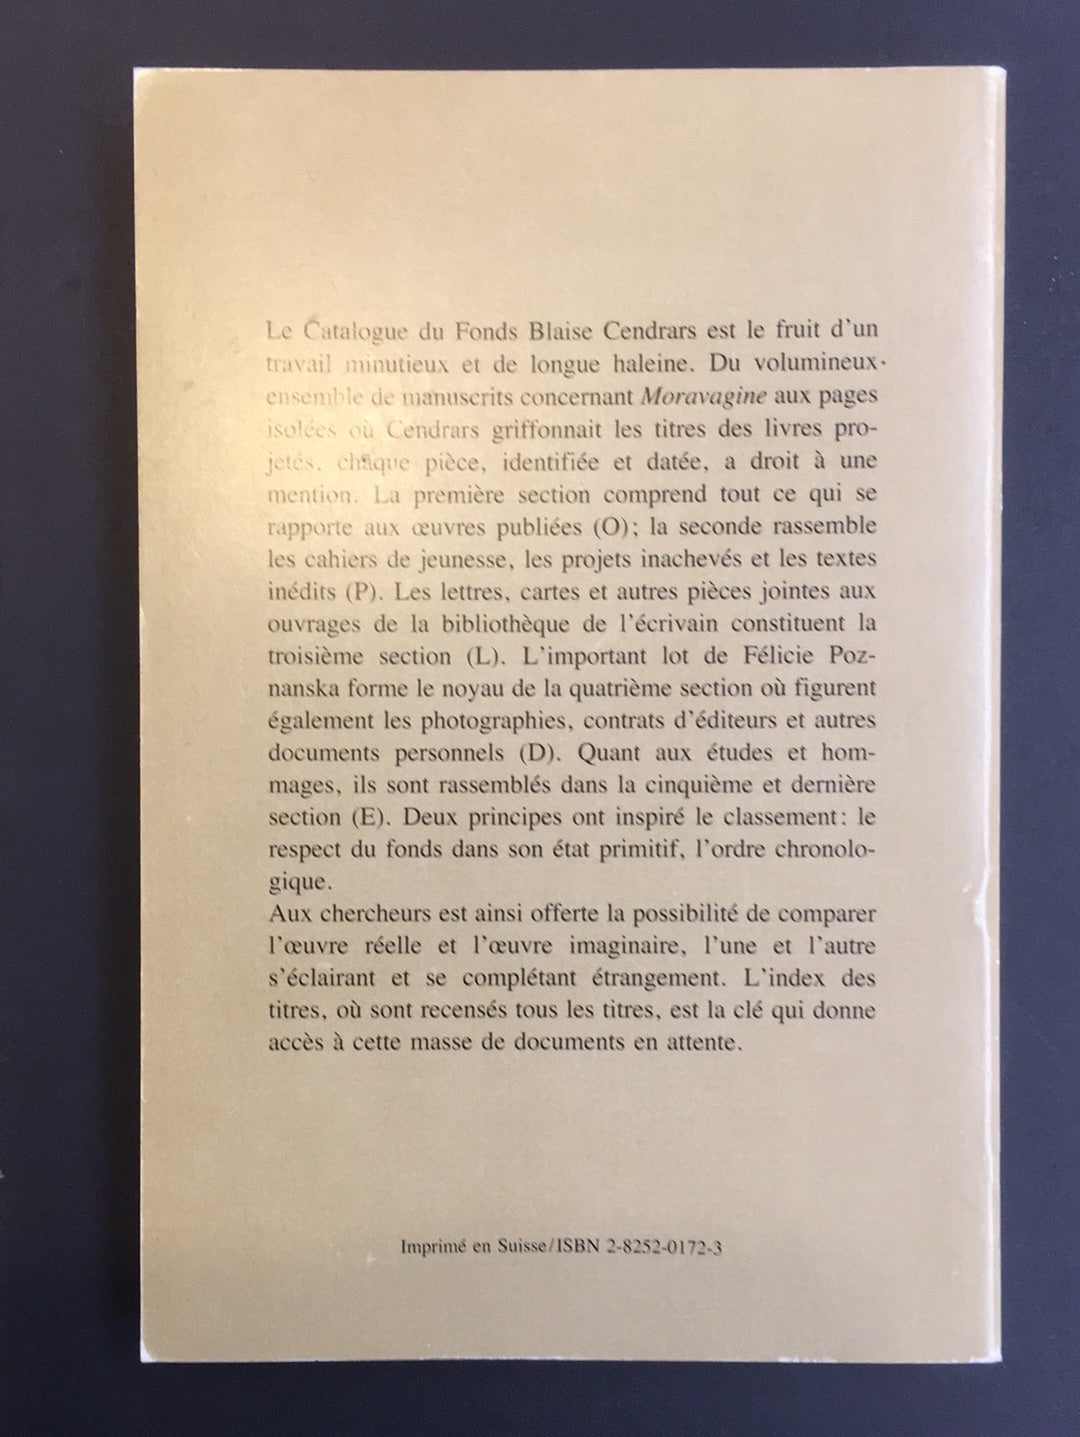 Le Catalogue du Fonds Blaise Cendrars est le fruit d'un
travail minutieux et de longue haleine. Du volumineux
ensemble de manuscrits concernant Moravagine aux pages
isolées où Cendrars griffonnait les titres des livres pro-
jetés, chaque pièce, identifiée et datée, a droit à une
mention. La première section comprend tout ce qui se
rapporte aux œuvres publiées (O); la seconde rassemble
les cahiers de jeunesse, les projets inachevés et les textes
inédits (P). Les lettres, cartes et autres pièces jointes aux
ouvrages de la bibliothèque de l'écrivain constituent la
troisième section (L). L'important lot de Félicie Poz-
nanska forme le noyau de la quatrième section où figurent
également les photographies, contrats d'éditeurs et autres
documents personnels (D). Quant aux études et hom-
mages, ils sont rassemblés dans la cinquième et dernière
section (E). Deux principes ont inspiré le classement: le
respect du fonds dans son état primitif, l'ordre chronolo-
gique.
Aux chercheurs est ainsi offerte la possibilité de comparer
l'œuvre réelle et l'œuvre imaginaire, l'une et l'autre
s'éclairant et se complétant étrangement. L'index des
titres, où sont recensés tous les titres, est la clé qui donne
accès à cette masse de documents en attente.
Imprimé en Suisse/ISBN 2-8252-0172-3